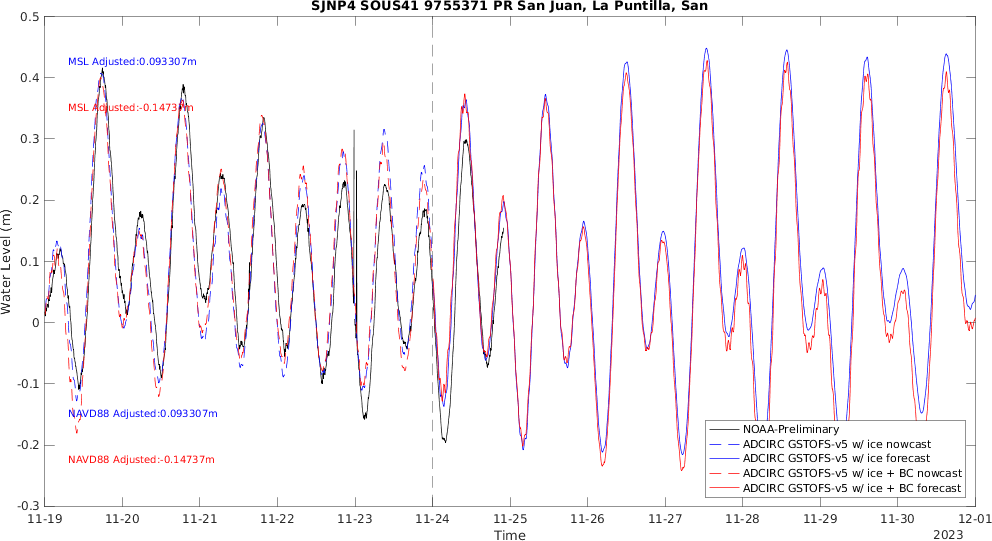 SJNP4 SOUS41 9755371 PR San Juan, La Puntilla, San
0.5
0.4
0.3
0.2
0.1
0
-0.1
-0.2
-0.3
Water Level (m)
MSL Adjusted:0.093307m
MSL Adjusted:-0.14737m
NAVD88 Adjusted:0.093307m
NAVD88 Adjusted:-0.14737m
NOAA-Preliminary
ADCIRC GSTOFS-v5 w/ ice nowcast
ADCIRC GSTOFS-v5 w/ ice forecast
ADCIRC GSTOFS-v5 w/ ice + BC nowcast
ADCIRC GSTOFS-v5 w/ ice + BC forecast
11-19 11-20 11-21 11-22 11-23 11-24 11-25 11-26 11-27 11-28 11-29 11-30 12-01
Time
2023